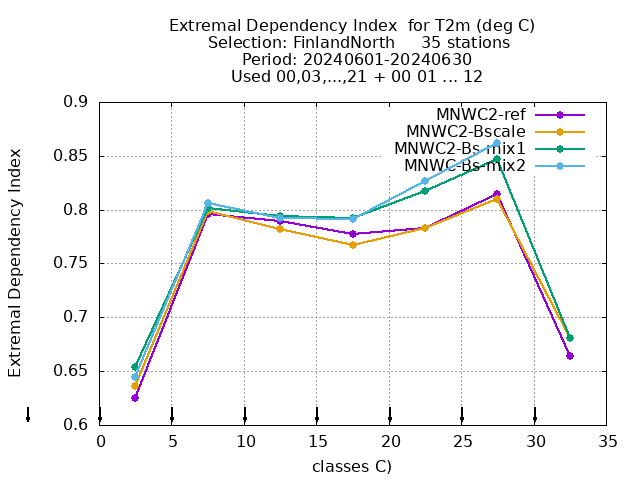 Extremal Dependency Index  for T2m (deg C)
Selection: FinlandNorth     35 stations
Period: 20240601-20240630
Used 00,03,...,21 + 00 01 ... 12
MNWC2-ref
MNWC2-Bscale
MNWC2-Bs-mix1
MNWC-Bs-mix2
Extremal Dependency Index
0.9
0.85
0.8
0.75
0.7
0.65
0.6
0 5 10 15 20 25 30 35
classes C)